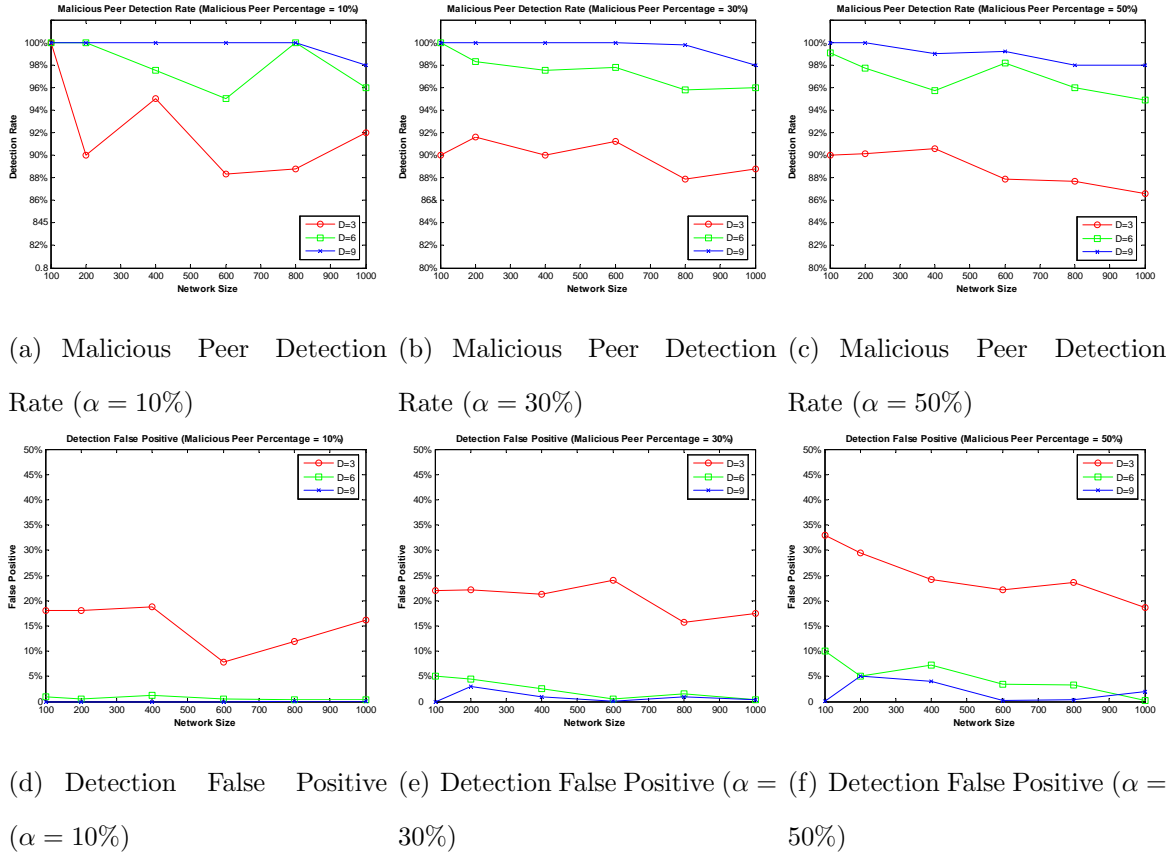 Malicious Peer Detection Rate (Malicious Peer Percentage = 10%)
100%
98%
96%
94%
92%
90%
88%
86%
845
82%
0.8
Detection Rate
100 200 300 400 500 600 700 800 900 1000
Network Size
D=3
D=6
D=9
Malicious Peer Detection Rate (Malicious Peer Percentage = 30%)
100%
98%
96%
94%
92%
90%
88%
86&
84%
82%
80%
Detection Rate
100 200 300 400 500 600 700 800 900 1000
Network Size
D=3
D=6
D=9
Malicious Peer Detection Rate (Malicious Peer Percentage = 50%)
100%
98%
96%
94%
92%
90%
88%
86%
84%
82%
80%
Detection Rate
100 200 300 400 500 600 700 800 900 1000
Network Size
D=3
D=6
D=9
(a) Malicious Peer Detection
Rate (α = 10%)
(b) Malicious Peer Detection
Rate (α = 30%)
(c) Malicious Peer Detection
Rate (α = 50%)
Detection False Positive (Malicious Peer Percentage = 10%)
50%
45%
40%
35%
30%
25%
20%
15%
10%
5%
0
False Positive
100 200 300 400 500 600 700 800 900 1000
Network Size
D=3
D=6
D=9
Detection False Positive (Malicious Peer Percentage = 30%)
50%
45%
40%
35%
30%
25%
20%
15%
10%
5%
0
False Positive
100 200 300 400 500 600 700 800 900 1000
Network Size
D=3
D=6
D=9
Detection False Positive (Malicious Peer Percentage = 50%)
50%
45%
40%
35%
30%
25%
20%
15%
10%
5%
0
False Positive
100 200 300 400 500 600 700 800 900 1000
Network Size
D=3
D=6
D=9
(d) Detection False Positive
(α = 10%)
(e) Detection False Positive (α =
30%)
(f) Detection False Positive (α =
50%)